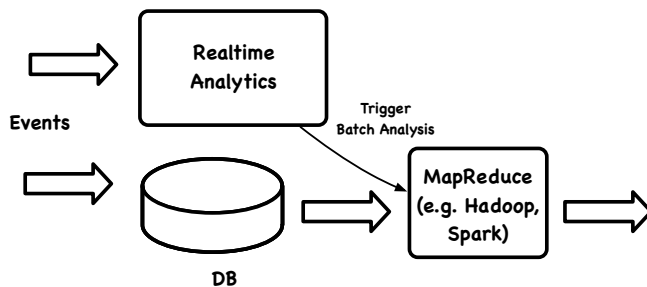 Realtime
Analytics
Events
Trigger
Batch Analysis
MapReduce
(e.g. Hadoop,
Spark)
DB